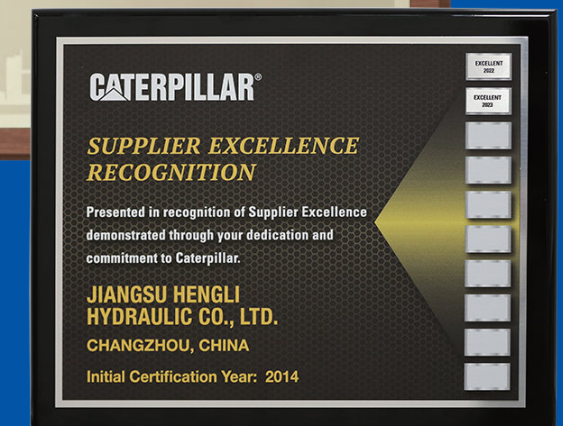 CATERPILLAR®
SUPPLIER EXCELLENCE
RECOGNITION
Presented in recognition of Supplier Excellence
demonstrated through your dedication and
commitment to Caterpillar.
JIANGSU HENGLI
HYDRAULIC CO., LTD.
CHANGZHOU, CHINA
Initial Certification Year: 2014
EXCELLENT
2022
EXCELLENT
2023